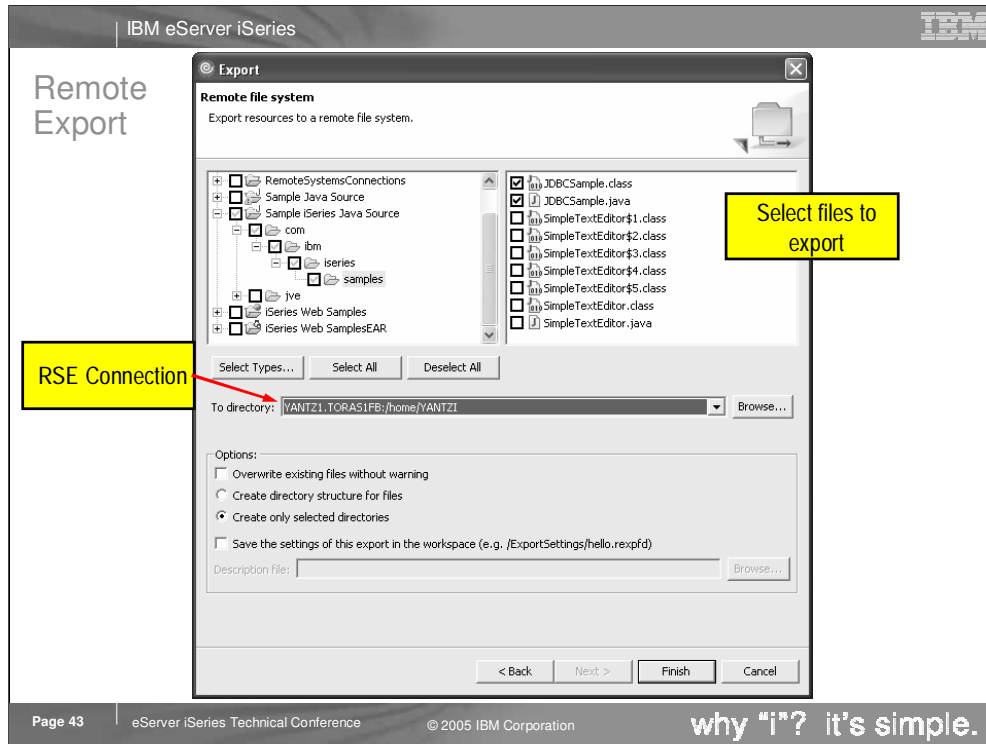 IBM eServer iSeries
IBM
Remote
Export
Export
Remote file system
Export resources to a remote file system.
RemoteSystemsConnections
Sample Java Source
Sample iSeries Java Source
com
ibm
iseries
samples
jve
iSeries Web Samples
iSeries Web SamplesEAR
JDBCSample.class
JDBCSample.java
SimpleTextEditor$1.class
SimpleTextEditor$2.class
SimpleTextEditor$3.class
SimpleTextEditor$4.class
SimpleTextEditor$5.class
SimpleTextEditor.class
SimpleTextEditor.java
Select files to
export
Select Types...
Select All
Deselect All
RSE Connection
To directory: YANTZ1.TORAS1FB:/home/YANTZI
Browse...
Options:
Overwrite existing files without warning
Create directory structure for files
Create only selected directories
Save the settings of this export in the workspace (e.g. /ExportSettings/hello.rexpfd)
Description file:
Browse...
< Back
Next >
Finish
Cancel
Page 43
eServer iSeries Technical Conference
© 2005 IBM Corporation
why "i"? it's simple.